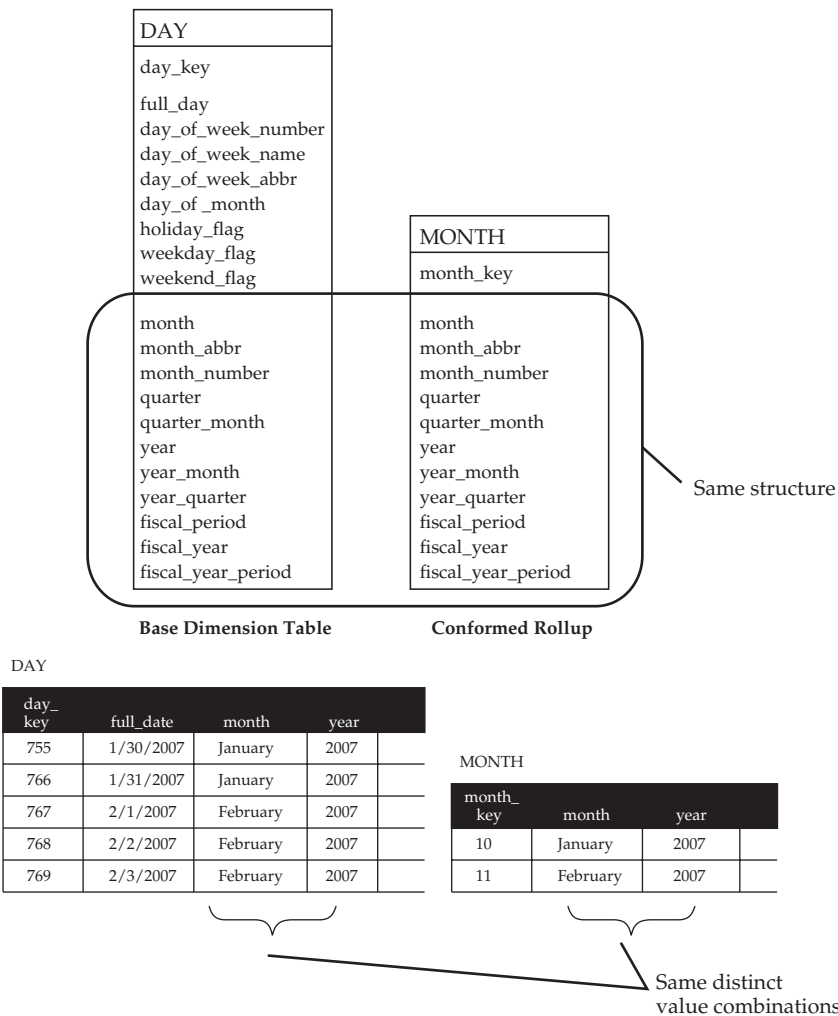 DAY
day_key
full_day
day_of_week_number
day_of_week_name
day_of_week_abbr
day_of _month
holiday_flag
weekday_flag
weekend_flag
month
month_abbr
month_number
quarter
quarter_month
year
year_month
year_quarter
fiscal_period
fiscal_year
fiscal_year_period
MONTH
month_key
month
month_abbr
month_number
quarter
quarter_month
year
year_month
year_quarter
fiscal_period
fiscal_year
fiscal_year_period
Same structure
Base Dimension Table
Conformed Rollup
DAY
day_
key full_date month year
755 1/30/2007 January 2007
766 1/31/2007 January 2007
767 2/1/2007 February 2007
768 2/2/2007 February 2007
769 2/3/2007 February 2007
MONTH
month_
key month year
10 January 2007
11 February 2007
Same distinct
value combinations